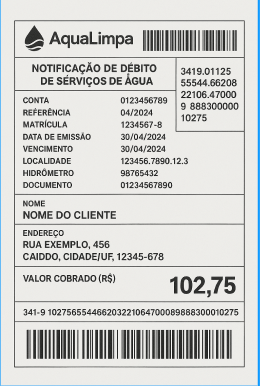 AquaLimpa
NOTIFICAÇÃO DE DÉBITO
DE SERVIÇOS DE ÁGUA
3419.01125
55544.66208
22106.47000
9 888300000
10275
CONTA 0123456789
REFERÊNCIA 04/2024
MATRÍCULA 1234567-8
DATA DE EMISSÃO 30/04/2024
VENCIMENTO 30/04/2024
LOCALIDADE 123456.7890.12.3
HIDRÔMETRO 98765432
DOCUMENTO 01234567890
NOME
NOME DO CLIENTE
ENDEREÇO
RUA EXEMPLO, 456
CAIDDO, CIDADE/UF, 12345-678
VALOR COBRADO (R$) 102,75
341-9 10275655446620322106470008988830001027​5